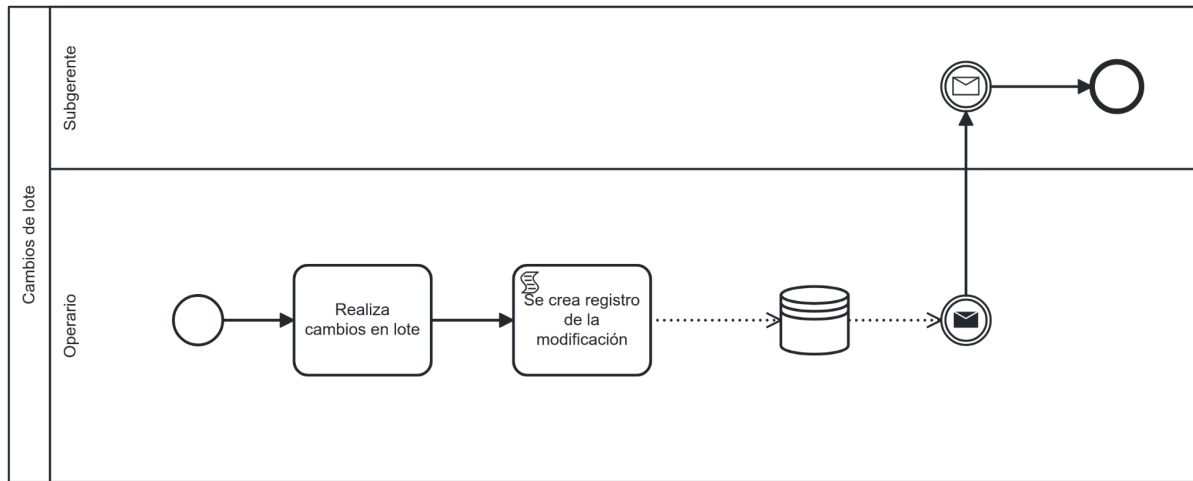 Cambios de lote
Subgerente
Operario
Realiza
cambios en lote
Se crea registro
de la
modificación